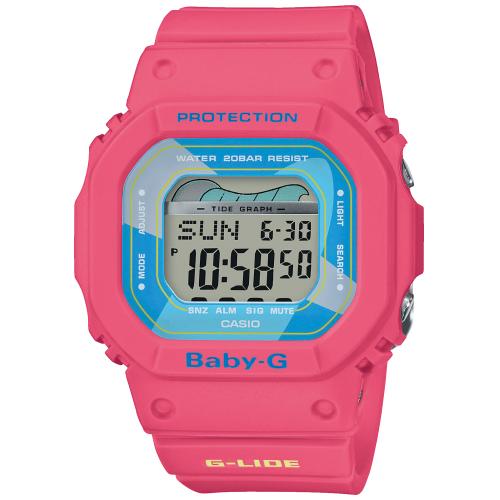 PROTECTION
WATER 20BAR RESIST
ADJUST
MODE
LIGHT
SEARCH
TIDE GRAPH
SUN 6-30
P 10:58 50
SNZ ALM SIG MUTE
CASIO
Baby-G
G-LIDE